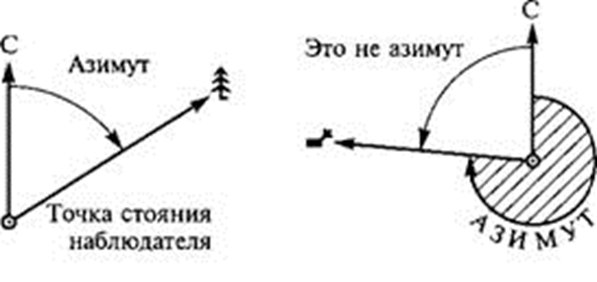 С
Азимут
Точка стояния
наблюдателя
С
Это не азимут
АЗИМУТ